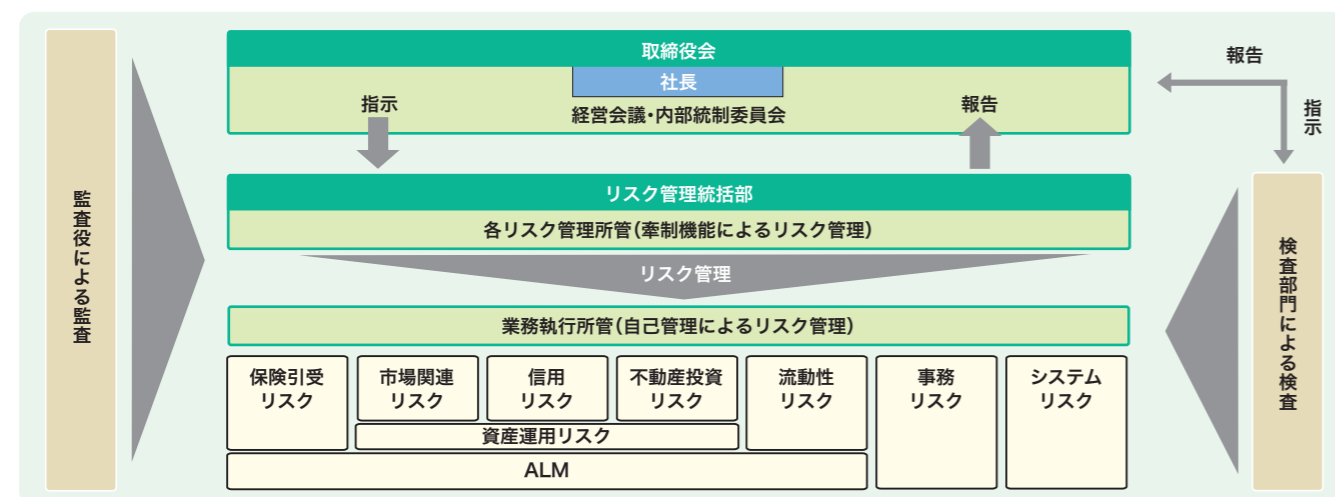 監査役による監査
取締役会
社長
経営会議・内部統制委員会
指示
報告
報告
指示
リスク管理統括部
各リスク管理所管（牽制機能によるリスク管理）
リスク管理
業務執行所管（自己管理によるリスク管理）
保険引受
リスク
市場関連
リスク
信用
リスク
不動産投資
リスク
流動性
リスク
事務
リスク
システム
リスク
資産運用リスク
ALM
検査部門による検査